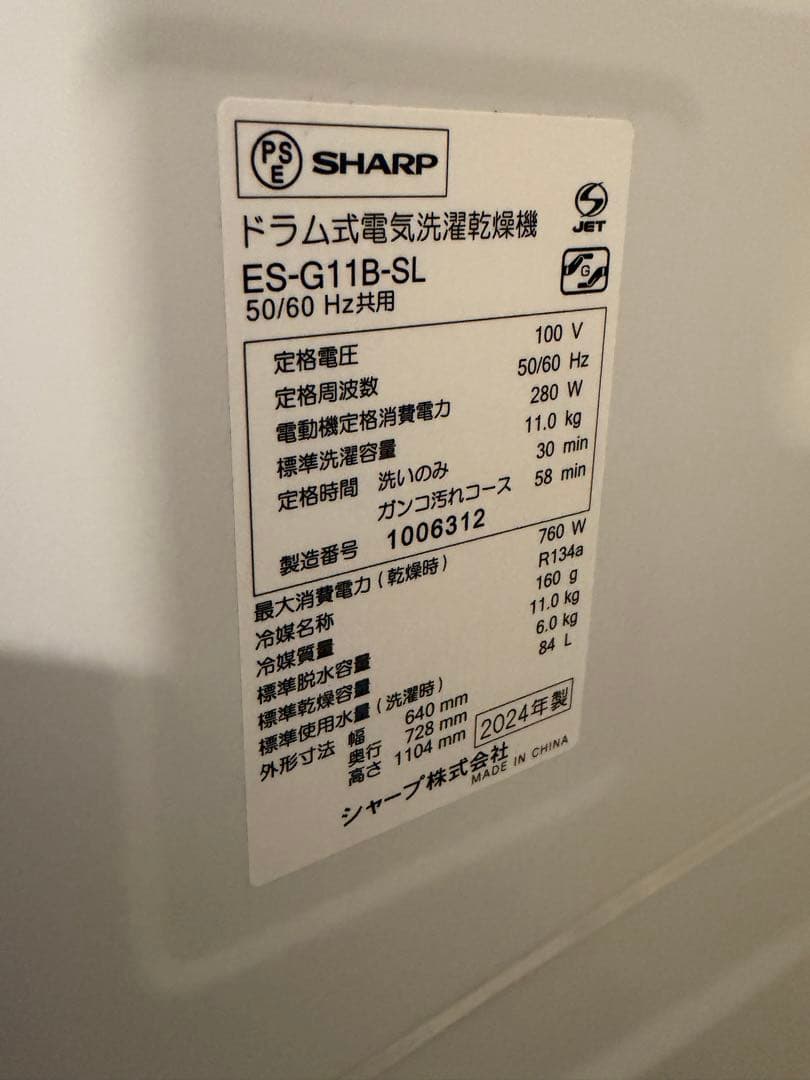 PSE SHARP
ドラム式電気洗濯乾燥機
JET
ES-G11B-SL
G
50/60 Hz共用
定格電圧 100 V
定格周波数 50/60 Hz
電動機定格消費電力 280 W
標準洗濯容量 11.0 kg
定格時間 洗いのみ 30 min
ガンコ汚れコース 58 min
製造番号 1006312
最大消費電力(乾燥時) 760 W
冷媒名称 R134a
冷媒質量 160 g
標準脱水容量 11.0 kg
標準乾燥容量 6.0 kg
標準使用水量(洗濯時) 84 L
外形寸法 幅 640 mm
奥行 728 mm
高さ 1104 mm
2024年製
シャープ株式会社
MADE IN CHINA